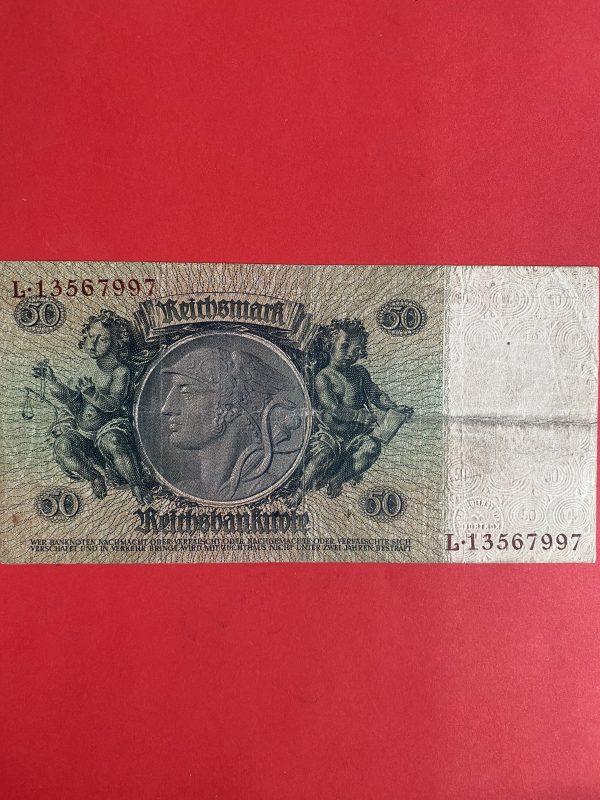 L·13567997
50
Reichsmark
50
50
Reichsbanknote
50
WER BANKNOTEN NACHMACHT ODER VERFÄLSCHT ODER NACHGEMACHTE ODER VERFÄLSCHTE SICH
VERSCHAFFT UND IN VERKEHR BRINGT, WIRD MIT ZUCHTHAUS NICHT UNTER ZWEI JAHREN BESTRAFT
L·13567997